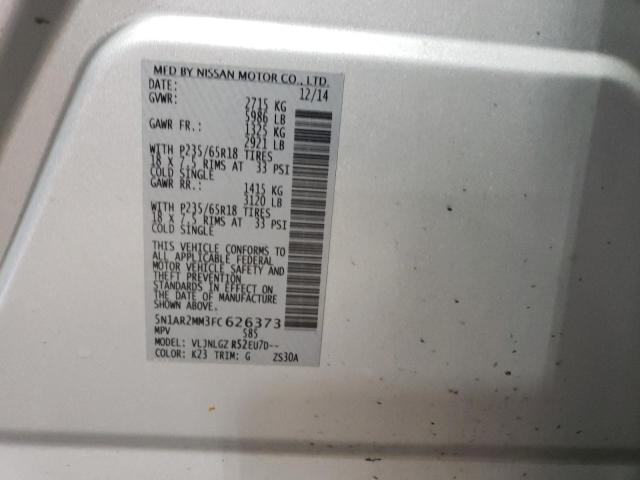 MFD BY NISSAN MOTOR CO., LTD.
DATE: 12/14
GVWR: 2715 KG
5986 LB
GAWR FR.: 1325 KG
2921 LB
WITH P235/65R18 TIRES
18 X 7.5 RIMS AT 33 PSI
COLD SINGLE
GAWR RR.: 1415 KG
3120 LB
WITH P235/65R18 TIRES
18 X 7.5 RIMS AT 33 PSI
COLD SINGLE
THIS VEHICLE CONFORMS TO
ALL APPLICABLE FEDERAL
MOTOR VEHICLE SAFETY AND
THEFT PREVENTION
STANDARDS IN EFFECT ON
THE DATE OF MANUFACTURE
SHOWN ABOVE.
5N1AR2MM3FC626373
MPV 585
MODEL: VLJNLGZ R52EU7D--
COLOR: K23 TRIM: G ZS30A